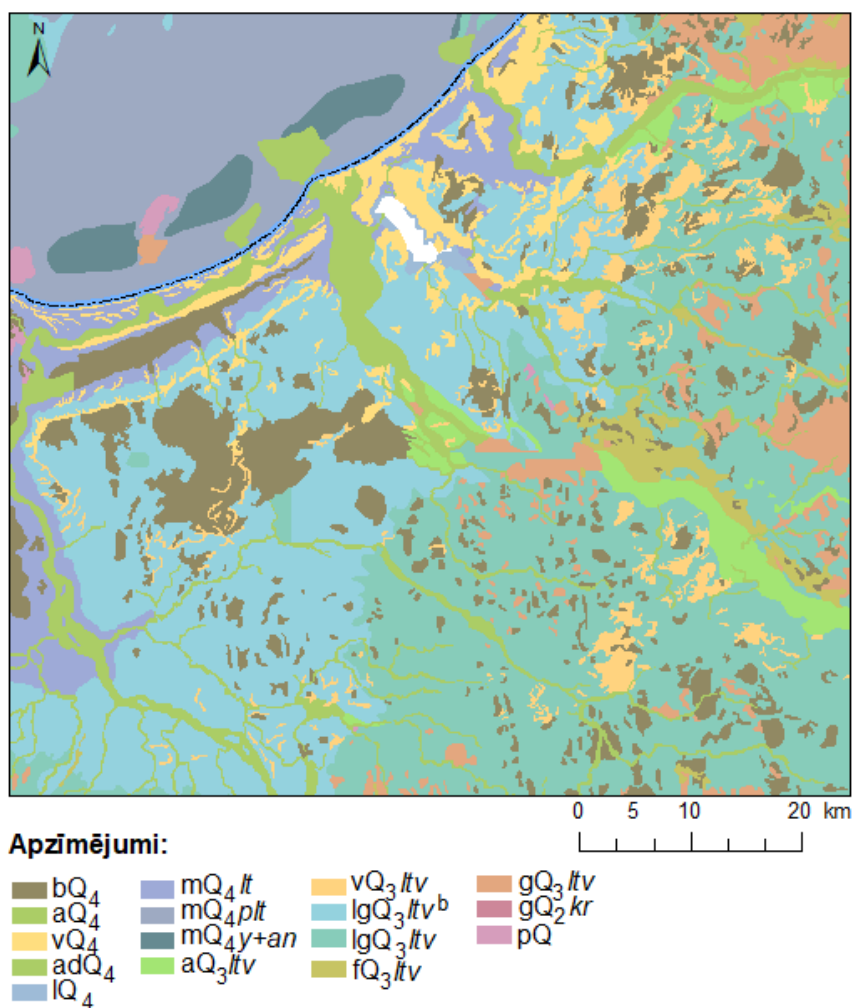 N
0 5 10 20 km
Apzīmējumi:
bQ₄
aQ₄
vQ₄
adQ₄
lQ₄
mQ₄lt
mQ₄plt
mQ₄y+an
aQ₃ltv
vQ₃ltv
lgQ₃ltvᵇ
lgQ₃ltv
fQ₃ltv
gQ₃ltv
gQ₂kr
pQ